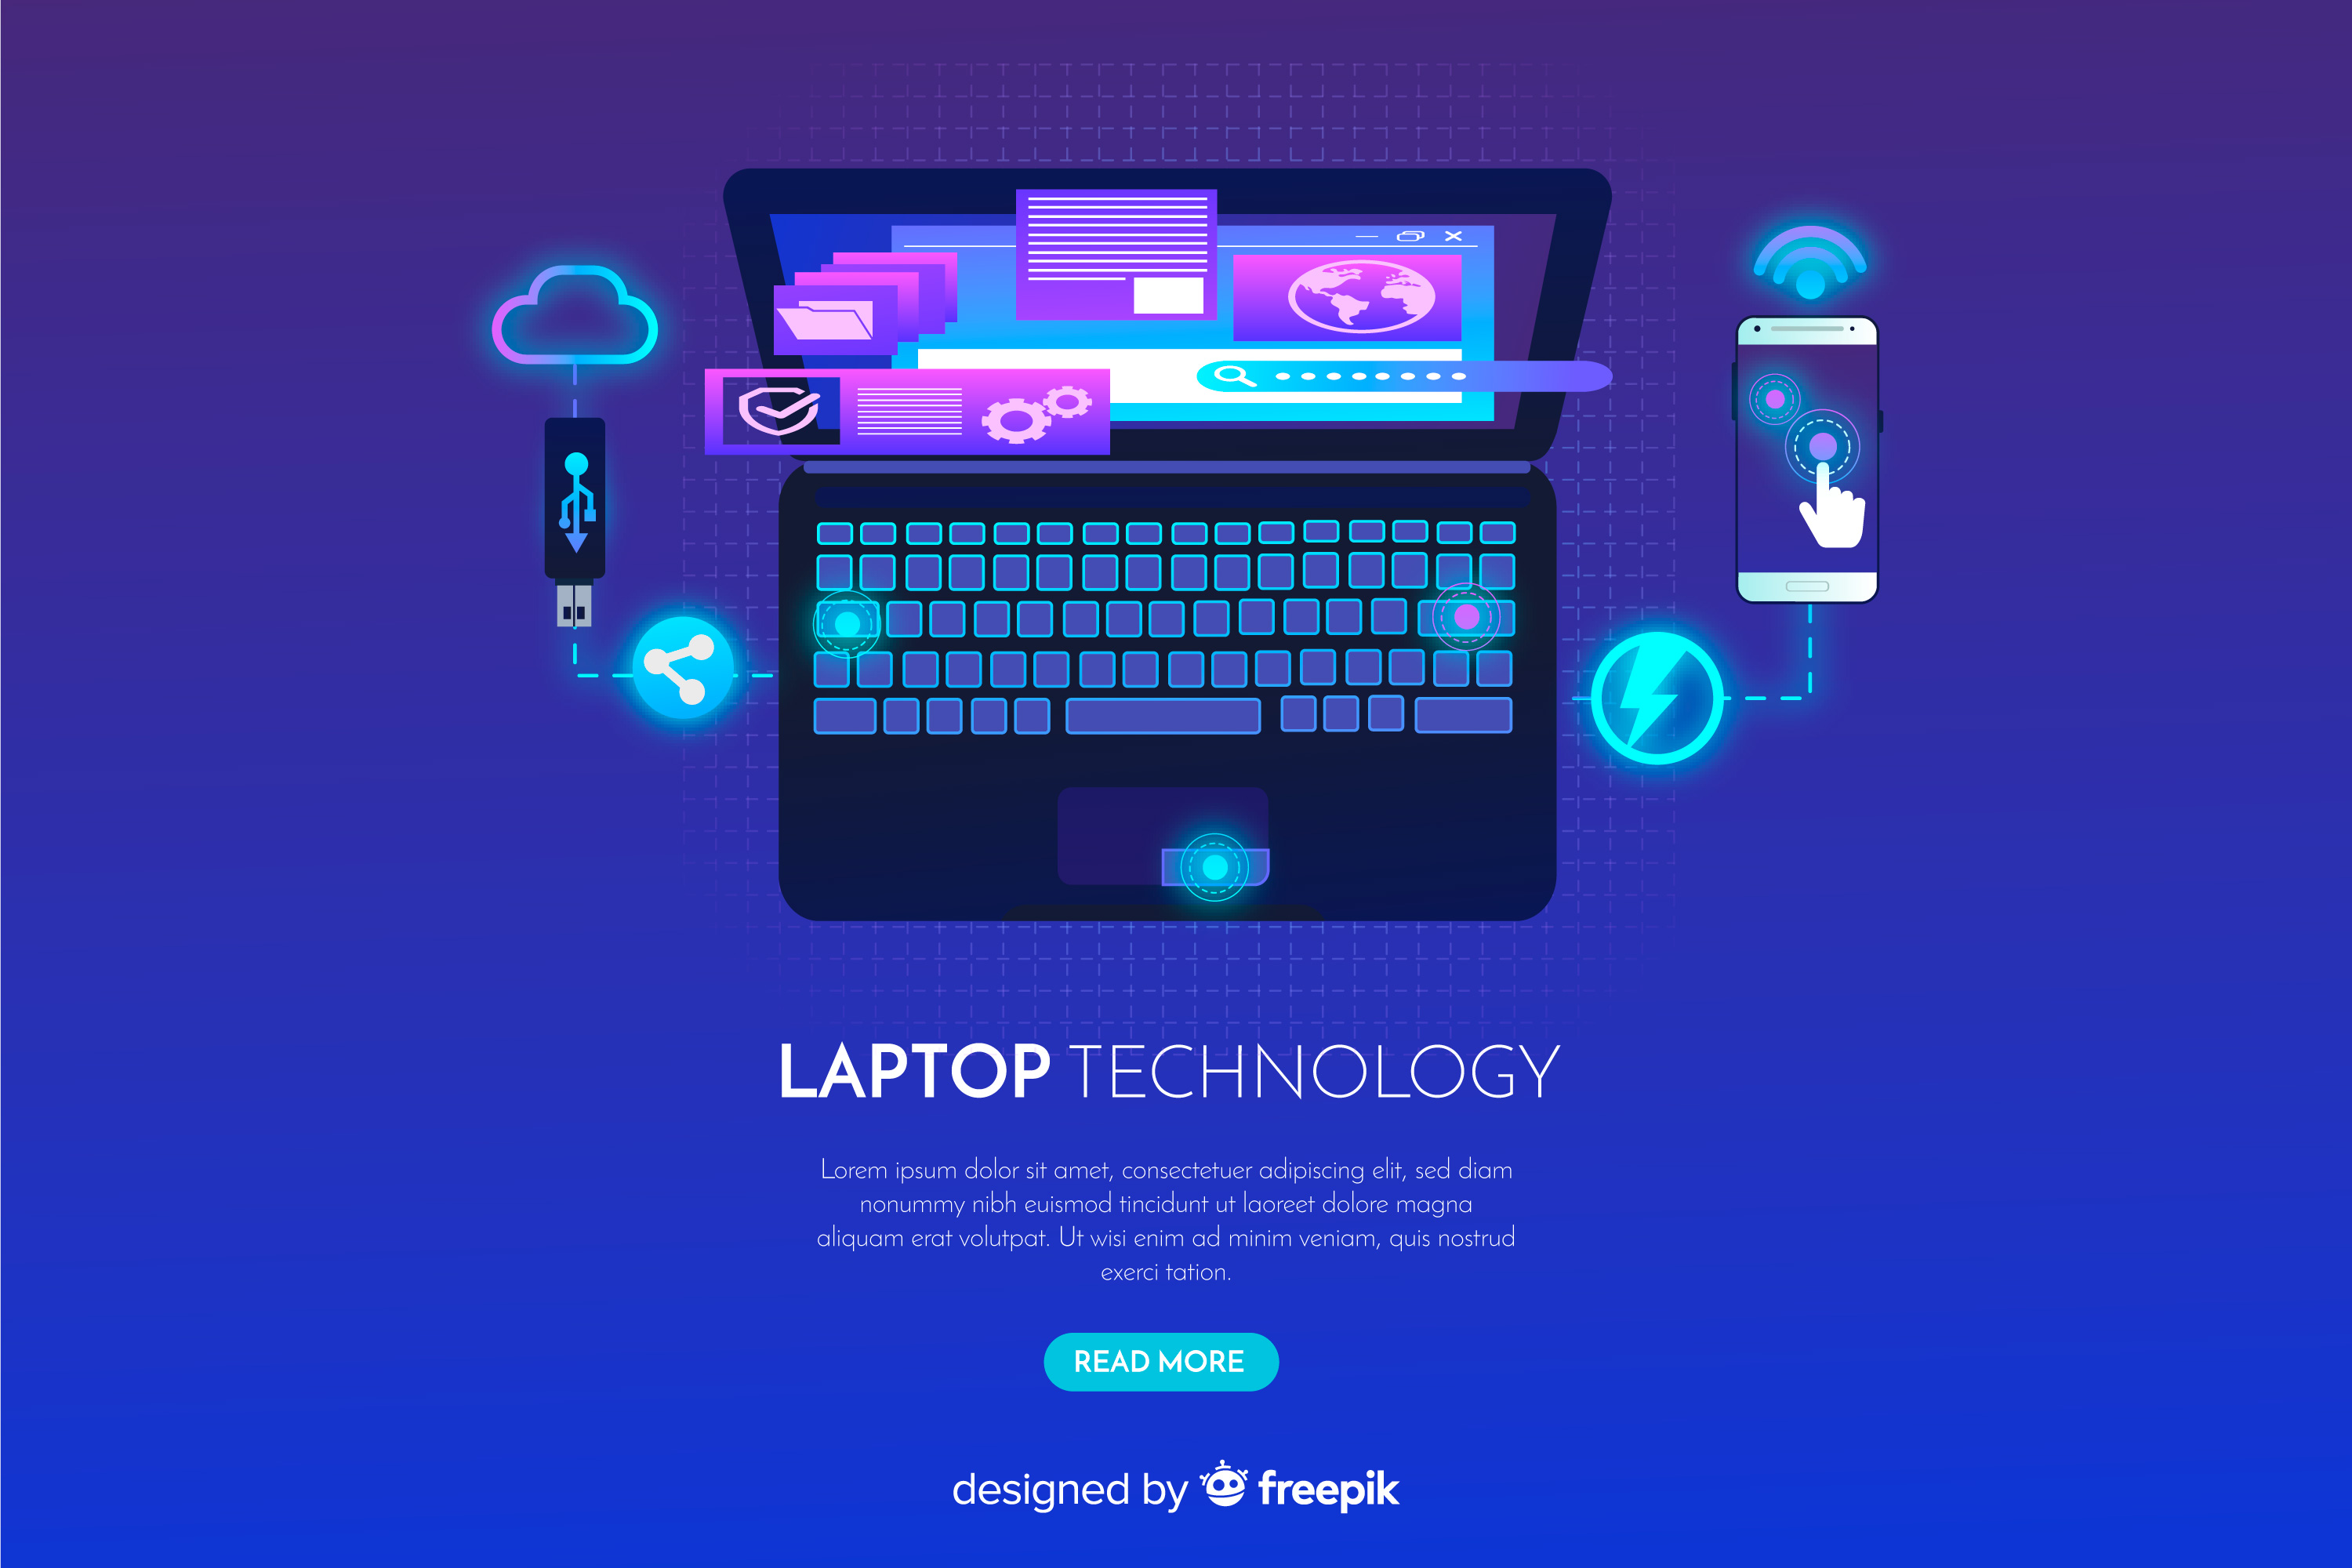 LAPTOP TECHNOLOGY
Lorem ipsum dolor sit amet, consectetuer adipiscing elit, sed diam
nonummy nibh euismod tincidunt ut laoreet dolore magna
aliquam erat volutpat. Ut wisi enim ad minim veniam, quis nostrud
exerci tation.
READ MORE
designed by freepik